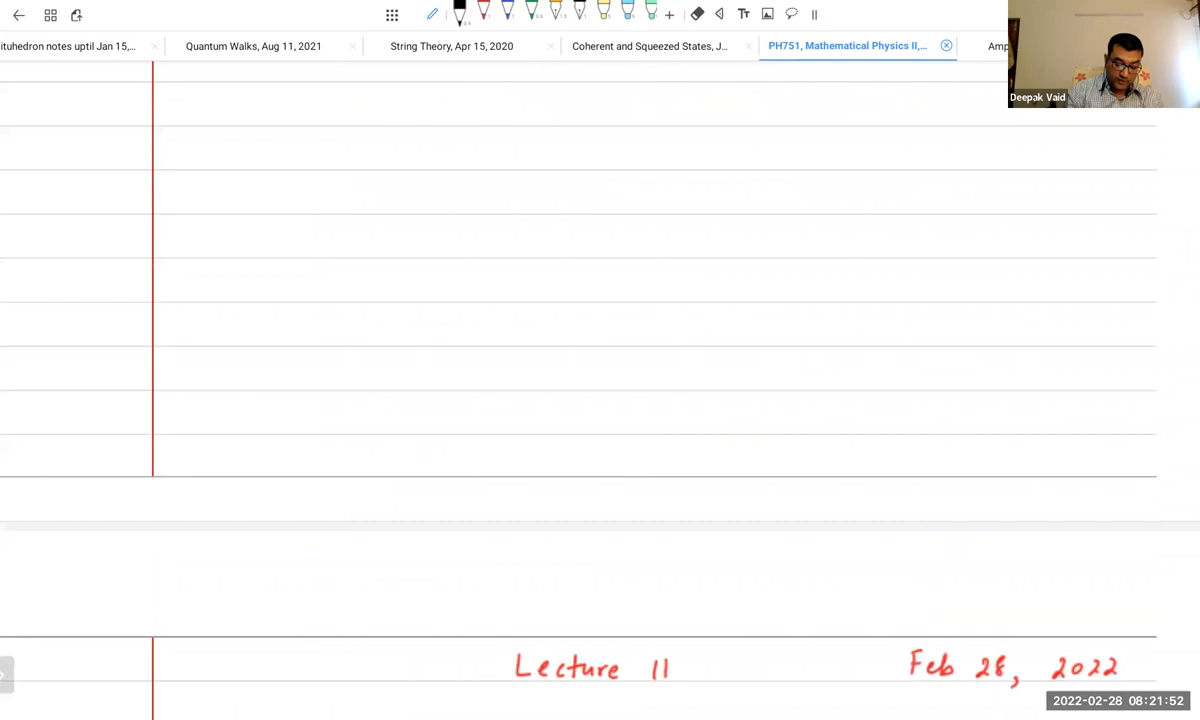 ituhedron notes uptil Jan 15,... Quantum Walks, Aug 11, 2021 String Theory, Apr 15, 2020 Coherent and Squeezed States, J... PH751, Mathematical Physics II,... Amp
Deepak Vaid
Lecture 11 Feb 28, 2022
2022-02-28 08:21:52